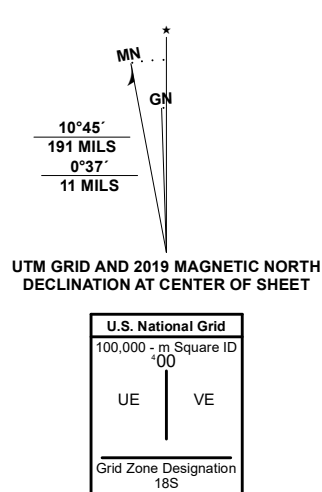 MN
GN
10°45´
191 MILS
0°37´
11 MILS
UTM GRID AND 2019 MAGNETIC NORTH
DECLINATION AT CENTER OF SHEET
U.S. National Grid
100,000 - m Square ID
⁴00
UE VE
Grid Zone Designation
18S